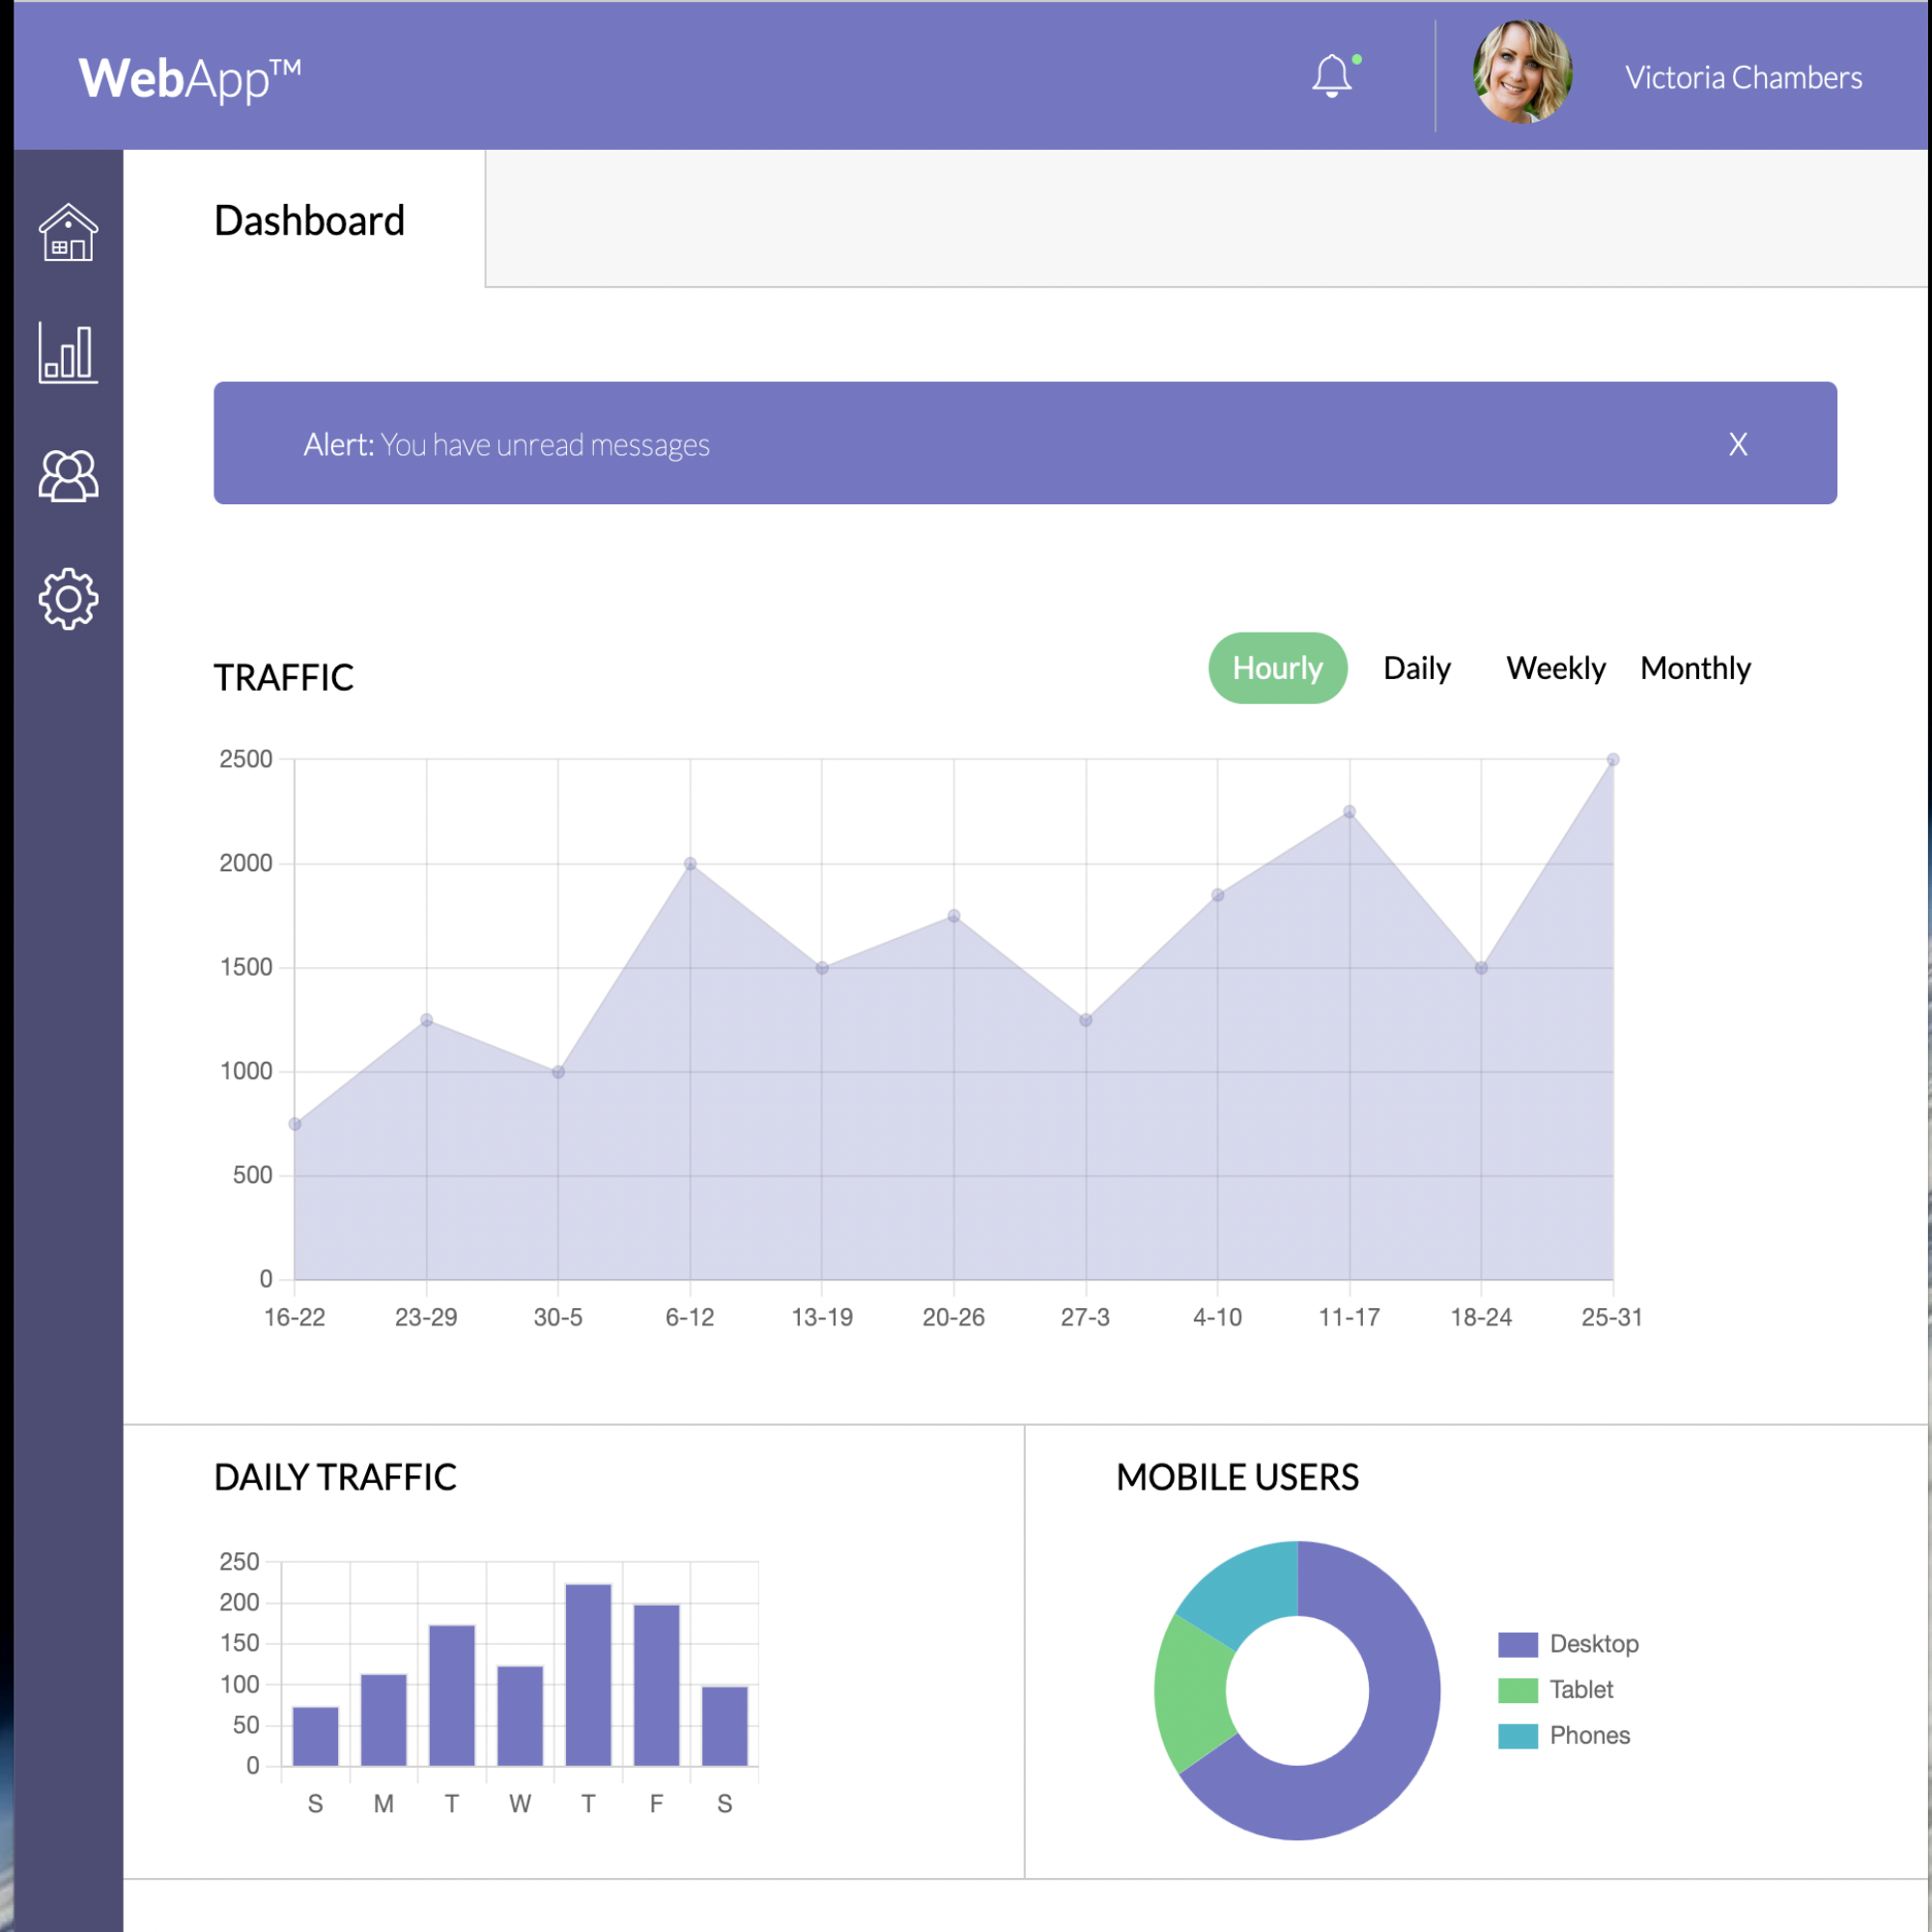 WebApp™
Victoria Chambers
Dashboard
Alert: You have unread messages
X
TRAFFIC
Hourly Daily Weekly Monthly
2500
2000
1500
1000
500
0
16-22 23-29 30-5 6-12 13-19 20-26 27-3 4-10 11-17 18-24 25-31
DAILY TRAFFIC
250
200
150
100
50
0
S M T W T F S
MOBILE USERS
Desktop
Tablet
Phones